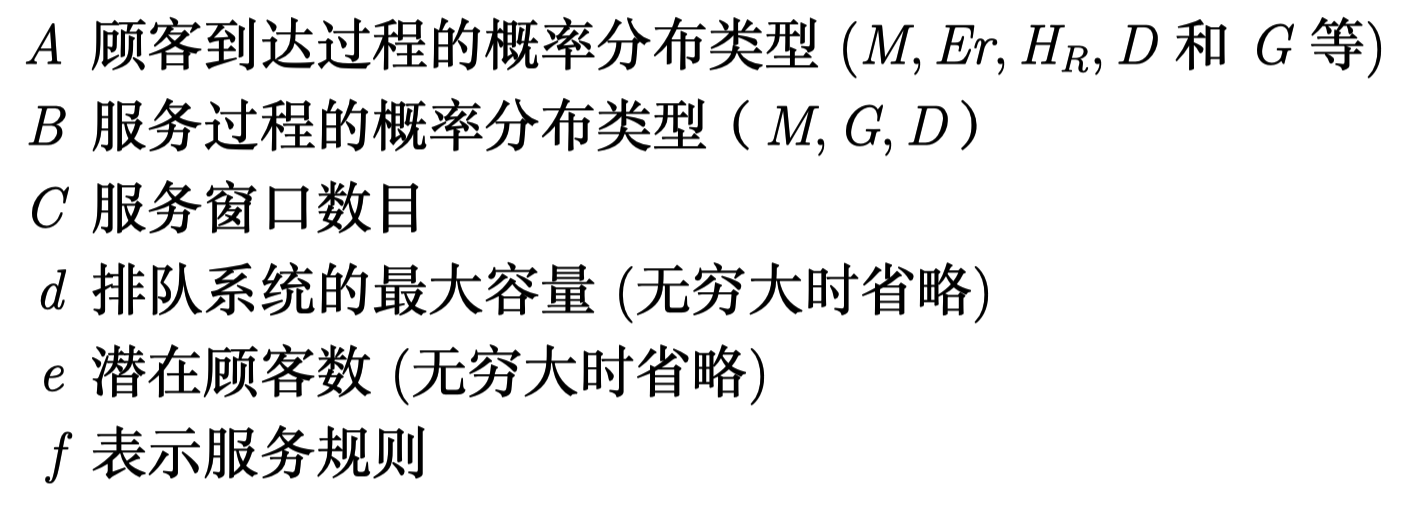 A 顾客到达过程的概率分布类型 (M, Er, H_R, D 和 G 等)
B 服务过程的概率分布类型（ M, G, D）
C 服务窗口数目
d 排队系统的最大容量 (无穷大时省略)
e 潜在顾客数 (无穷大时省略)
f 表示服务规则